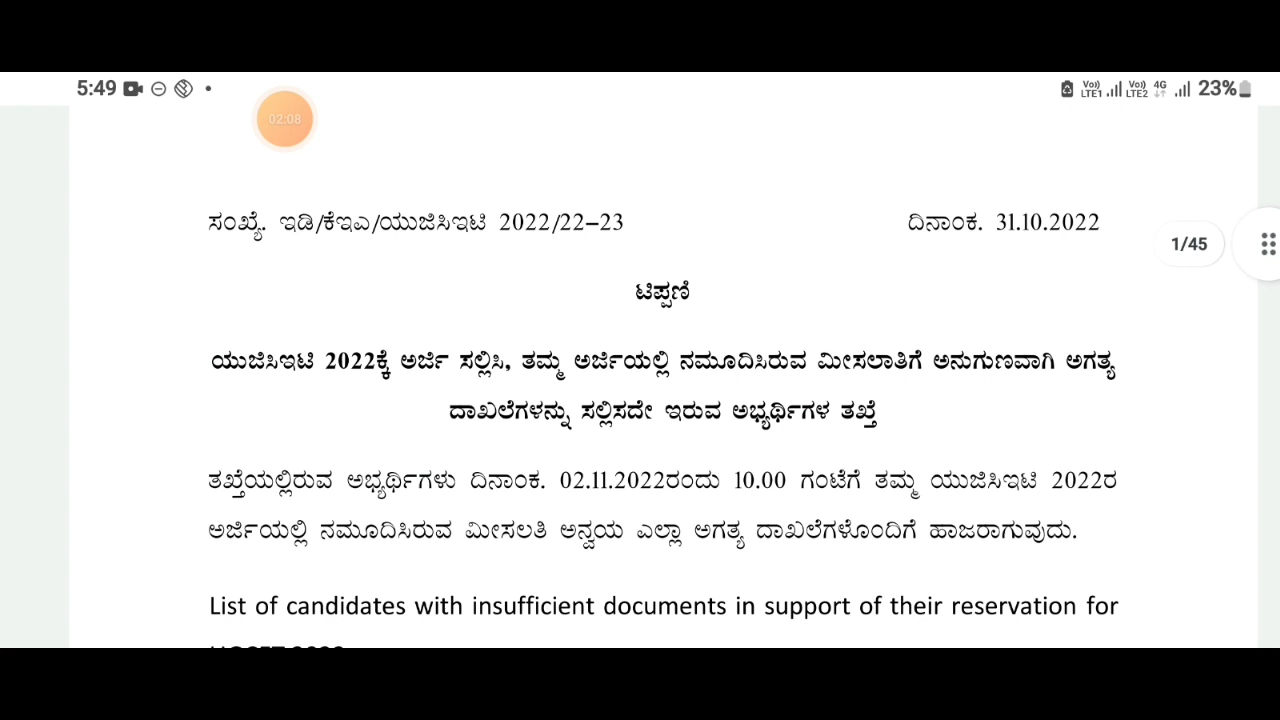 5:49
VoLTE1 VoLTE2 4G 23%
02:08
ಸಂಖ್ಯೆ. ಇಡಿ/ಕೆಇಎ/ಯುಜಿಸಿಇಟಿ 2022/22–23 ದಿನಾಂಕ. 31.10.2022
1/45
ಟಿಪ್ಪಣಿ
ಯುಜಿಸಿಇಟಿ 2022ಕ್ಕೆ ಅರ್ಜಿ ಸಲ್ಲಿಸಿ, ತಮ್ಮ ಅರ್ಜಿಯಲ್ಲಿ ನಮೂದಿಸಿರುವ ಮೀಸಲಾತಿಗೆ ಅನುಗುಣವಾಗಿ ಅಗತ್ಯ
ದಾಖಲೆಗಳನ್ನು ಸಲ್ಲಿಸದೇ ಇರುವ ಅಭ್ಯರ್ಥಿಗಳ ತಖ್ತೆ
ತಖ್ತೆಯಲ್ಲಿರುವ ಅಭ್ಯರ್ಥಿಗಳು ದಿನಾಂಕ. 02.11.2022ರಂದು 10.00 ಗಂಟೆಗೆ ತಮ್ಮ ಯುಜಿಸಿಇಟಿ 2022ರ
ಅರ್ಜಿಯಲ್ಲಿ ನಮೂದಿಸಿರುವ ಮೀಸಲತಿ ಅನ್ವಯ ಎಲ್ಲಾ ಅಗತ್ಯ ದಾಖಲೆಗಳೊಂದಿಗೆ ಹಾಜರಾಗುವುದು.
List of candidates with insufficient documents in support of their reservation for